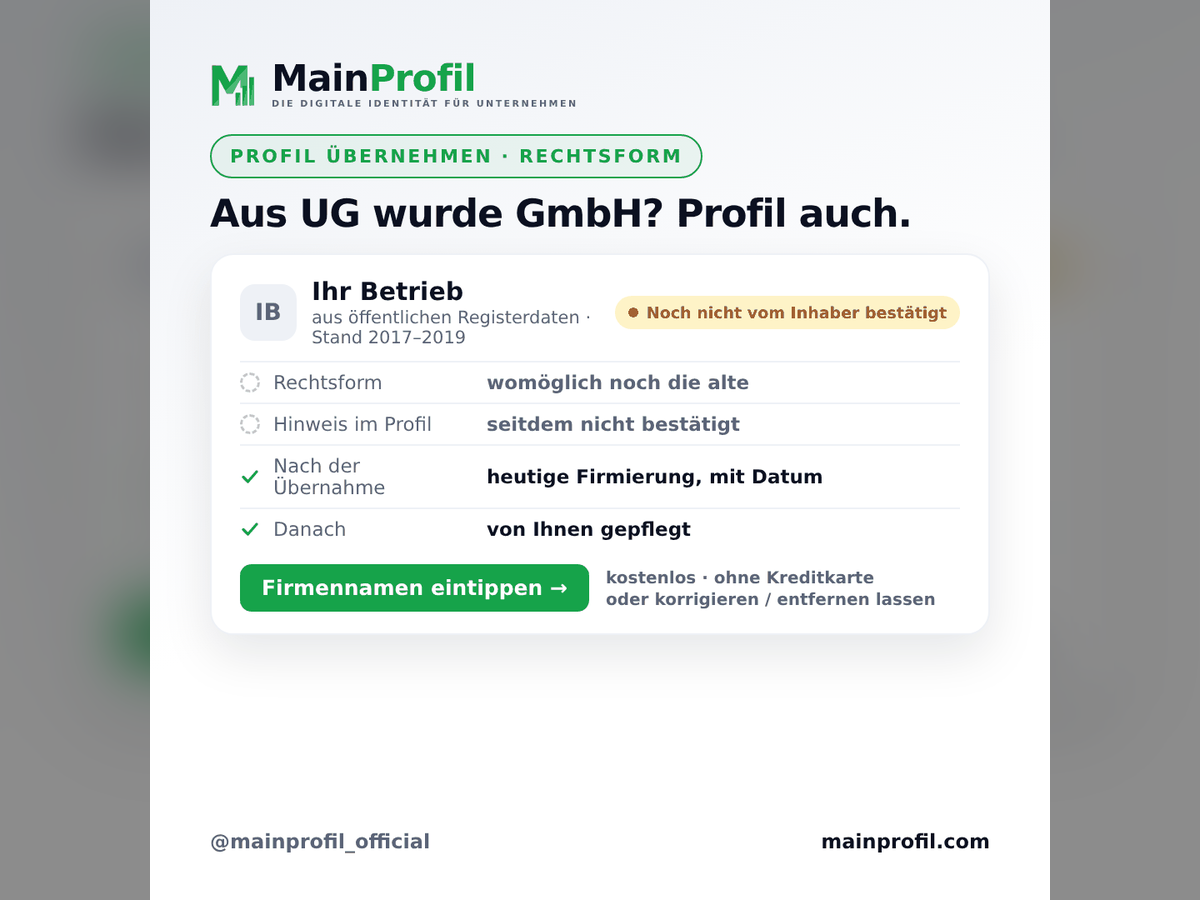 MainProfil
DIE DIGITALE IDENTITÄT FÜR UNTERNEHMEN
PROFIL ÜBERNEHMEN · RECHTSFORM
Aus UG wurde GmbH? Profil auch.
IB
Ihr Betrieb
aus öffentlichen Registerdaten ·
Stand 2017–2019
Noch nicht vom Inhaber bestätigt
Rechtsform womöglich noch die alte
Hinweis im Profil seitdem nicht bestätigt
Nach der
Übernahme
heutige Firmierung, mit Datum
Danach von Ihnen gepflegt
Firmennamen eintippen →
kostenlos · ohne Kreditkarte
oder korrigieren / entfernen lassen
@mainprofil_official
mainprofil.com